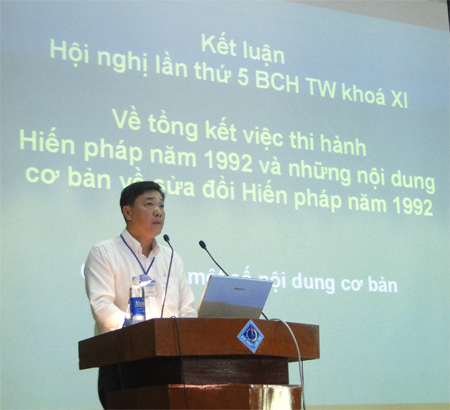 Kết luận
Hội nghị lần thứ 5 BCH TW khoá XI
Về tổng kết việc thi hành
Hiến pháp năm 1992 và những nội dung
cơ bản về sửa đổi Hiến pháp năm 1992
một số nội dung cơ bản